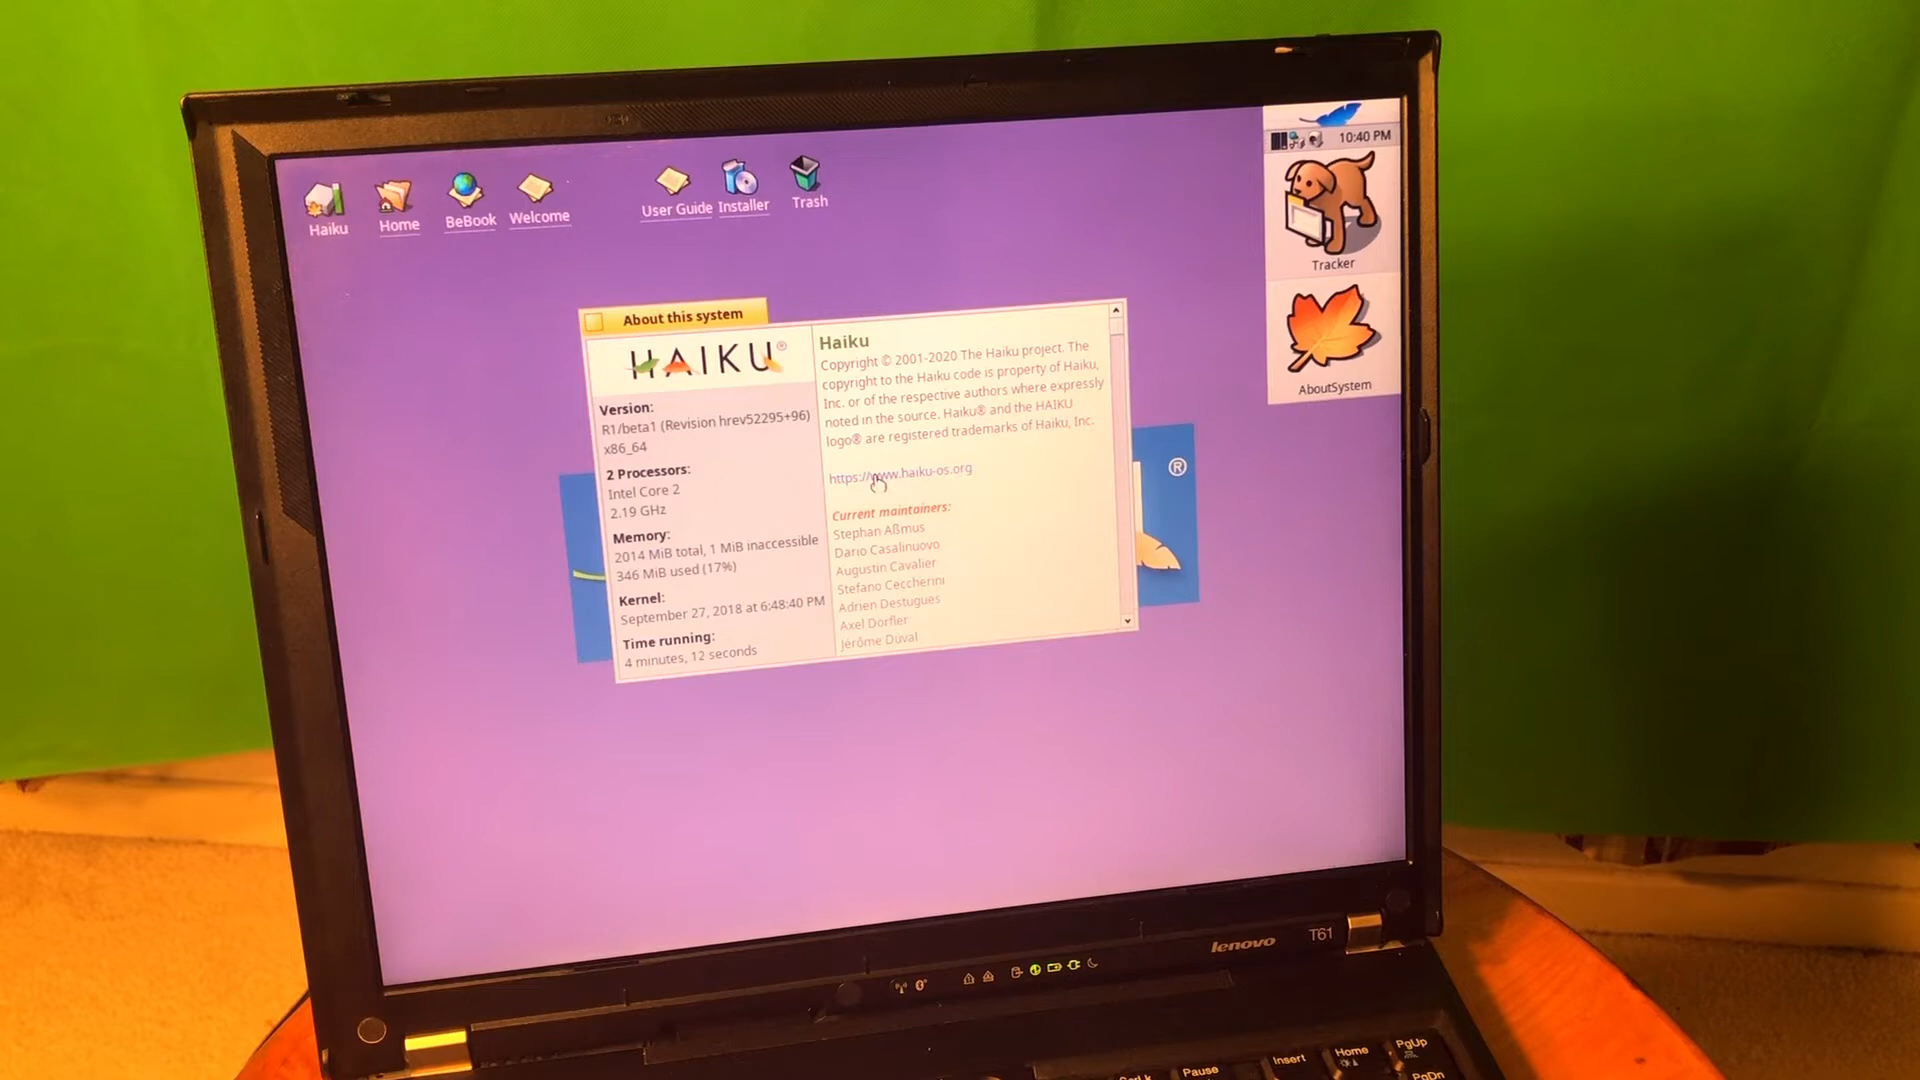 Haiku
Home
BeBook
Welcome
User Guide
Installer
Trash
10:40 PM
Tracker
AboutSystem
About this system
HAIKU®
Version:
R1/beta1 (Revision hrev52295+96)
x86_64
2 Processors:
Intel Core 2
2.19 GHz
Memory:
2014 MiB total, 1 MiB inaccessible
346 MiB used (17%)
Kernel:
September 27, 2018 at 6:48:40 PM
Time running:
4 minutes, 12 seconds
Haiku
Copyright © 2001-2020 The Haiku project. The
copyright to the Haiku code is property of Haiku,
Inc. or of the respective authors where expressly
noted in the source. Haiku® and the HAIKU
logo® are registered trademarks of Haiku, Inc.
https://www.haiku-os.org
Current maintainers:
Stephan Aßmus
Dario Casalinuovo
Augustin Cavalier
Stefano Ceccherini
Adrien Destugues
Axel Dörfler
Jérôme Duval
®
lenovo
T61
Pause
Insert
Home
PgUp
PgDn